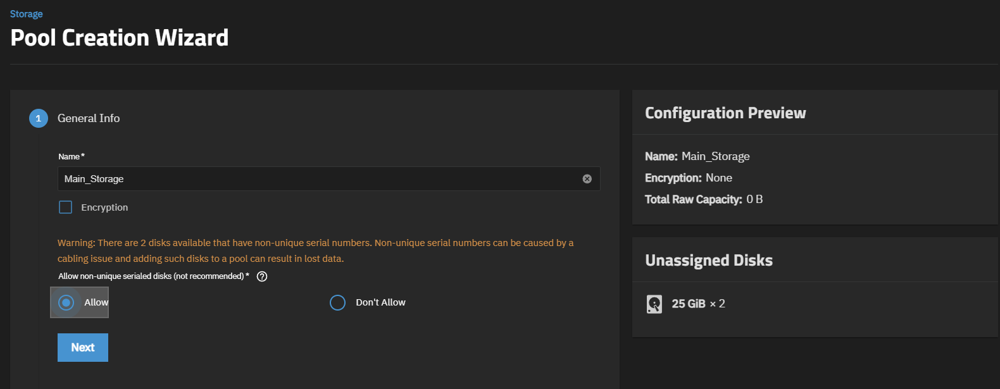 Storage
Pool Creation Wizard
1 General Info
Name*
Main_Storage
Encryption
Warning: There are 2 disks available that have non-unique serial numbers. Non-unique serial numbers can be caused by a
cabling issue and adding such disks to a pool can result in lost data.
Allow non-unique serialed disks (not recommended) * ?
Allow Don't Allow
Next
Configuration Preview
Name: Main_Storage
Encryption: None
Total Raw Capacity: 0 B
Unassigned Disks
25 GiB × 2